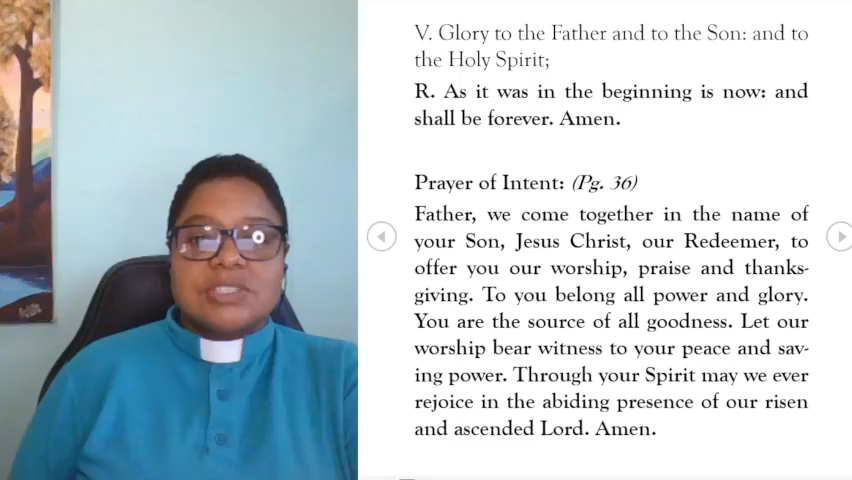 V. Glory to the Father and to the Son: and to
the Holy Spirit;
R. As it was in the beginning is now: and
shall be forever. Amen.
Prayer of Intent: (Pg. 36)
Father, we come together in the name of
your Son, Jesus Christ, our Redeemer, to
offer you our worship, praise and thanks-
giving. To you belong all power and glory.
You are the source of all goodness. Let our
worship bear witness to your peace and sav-
ing power. Through your Spirit may we ever
rejoice in the abiding presence of our risen
and ascended Lord. Amen.